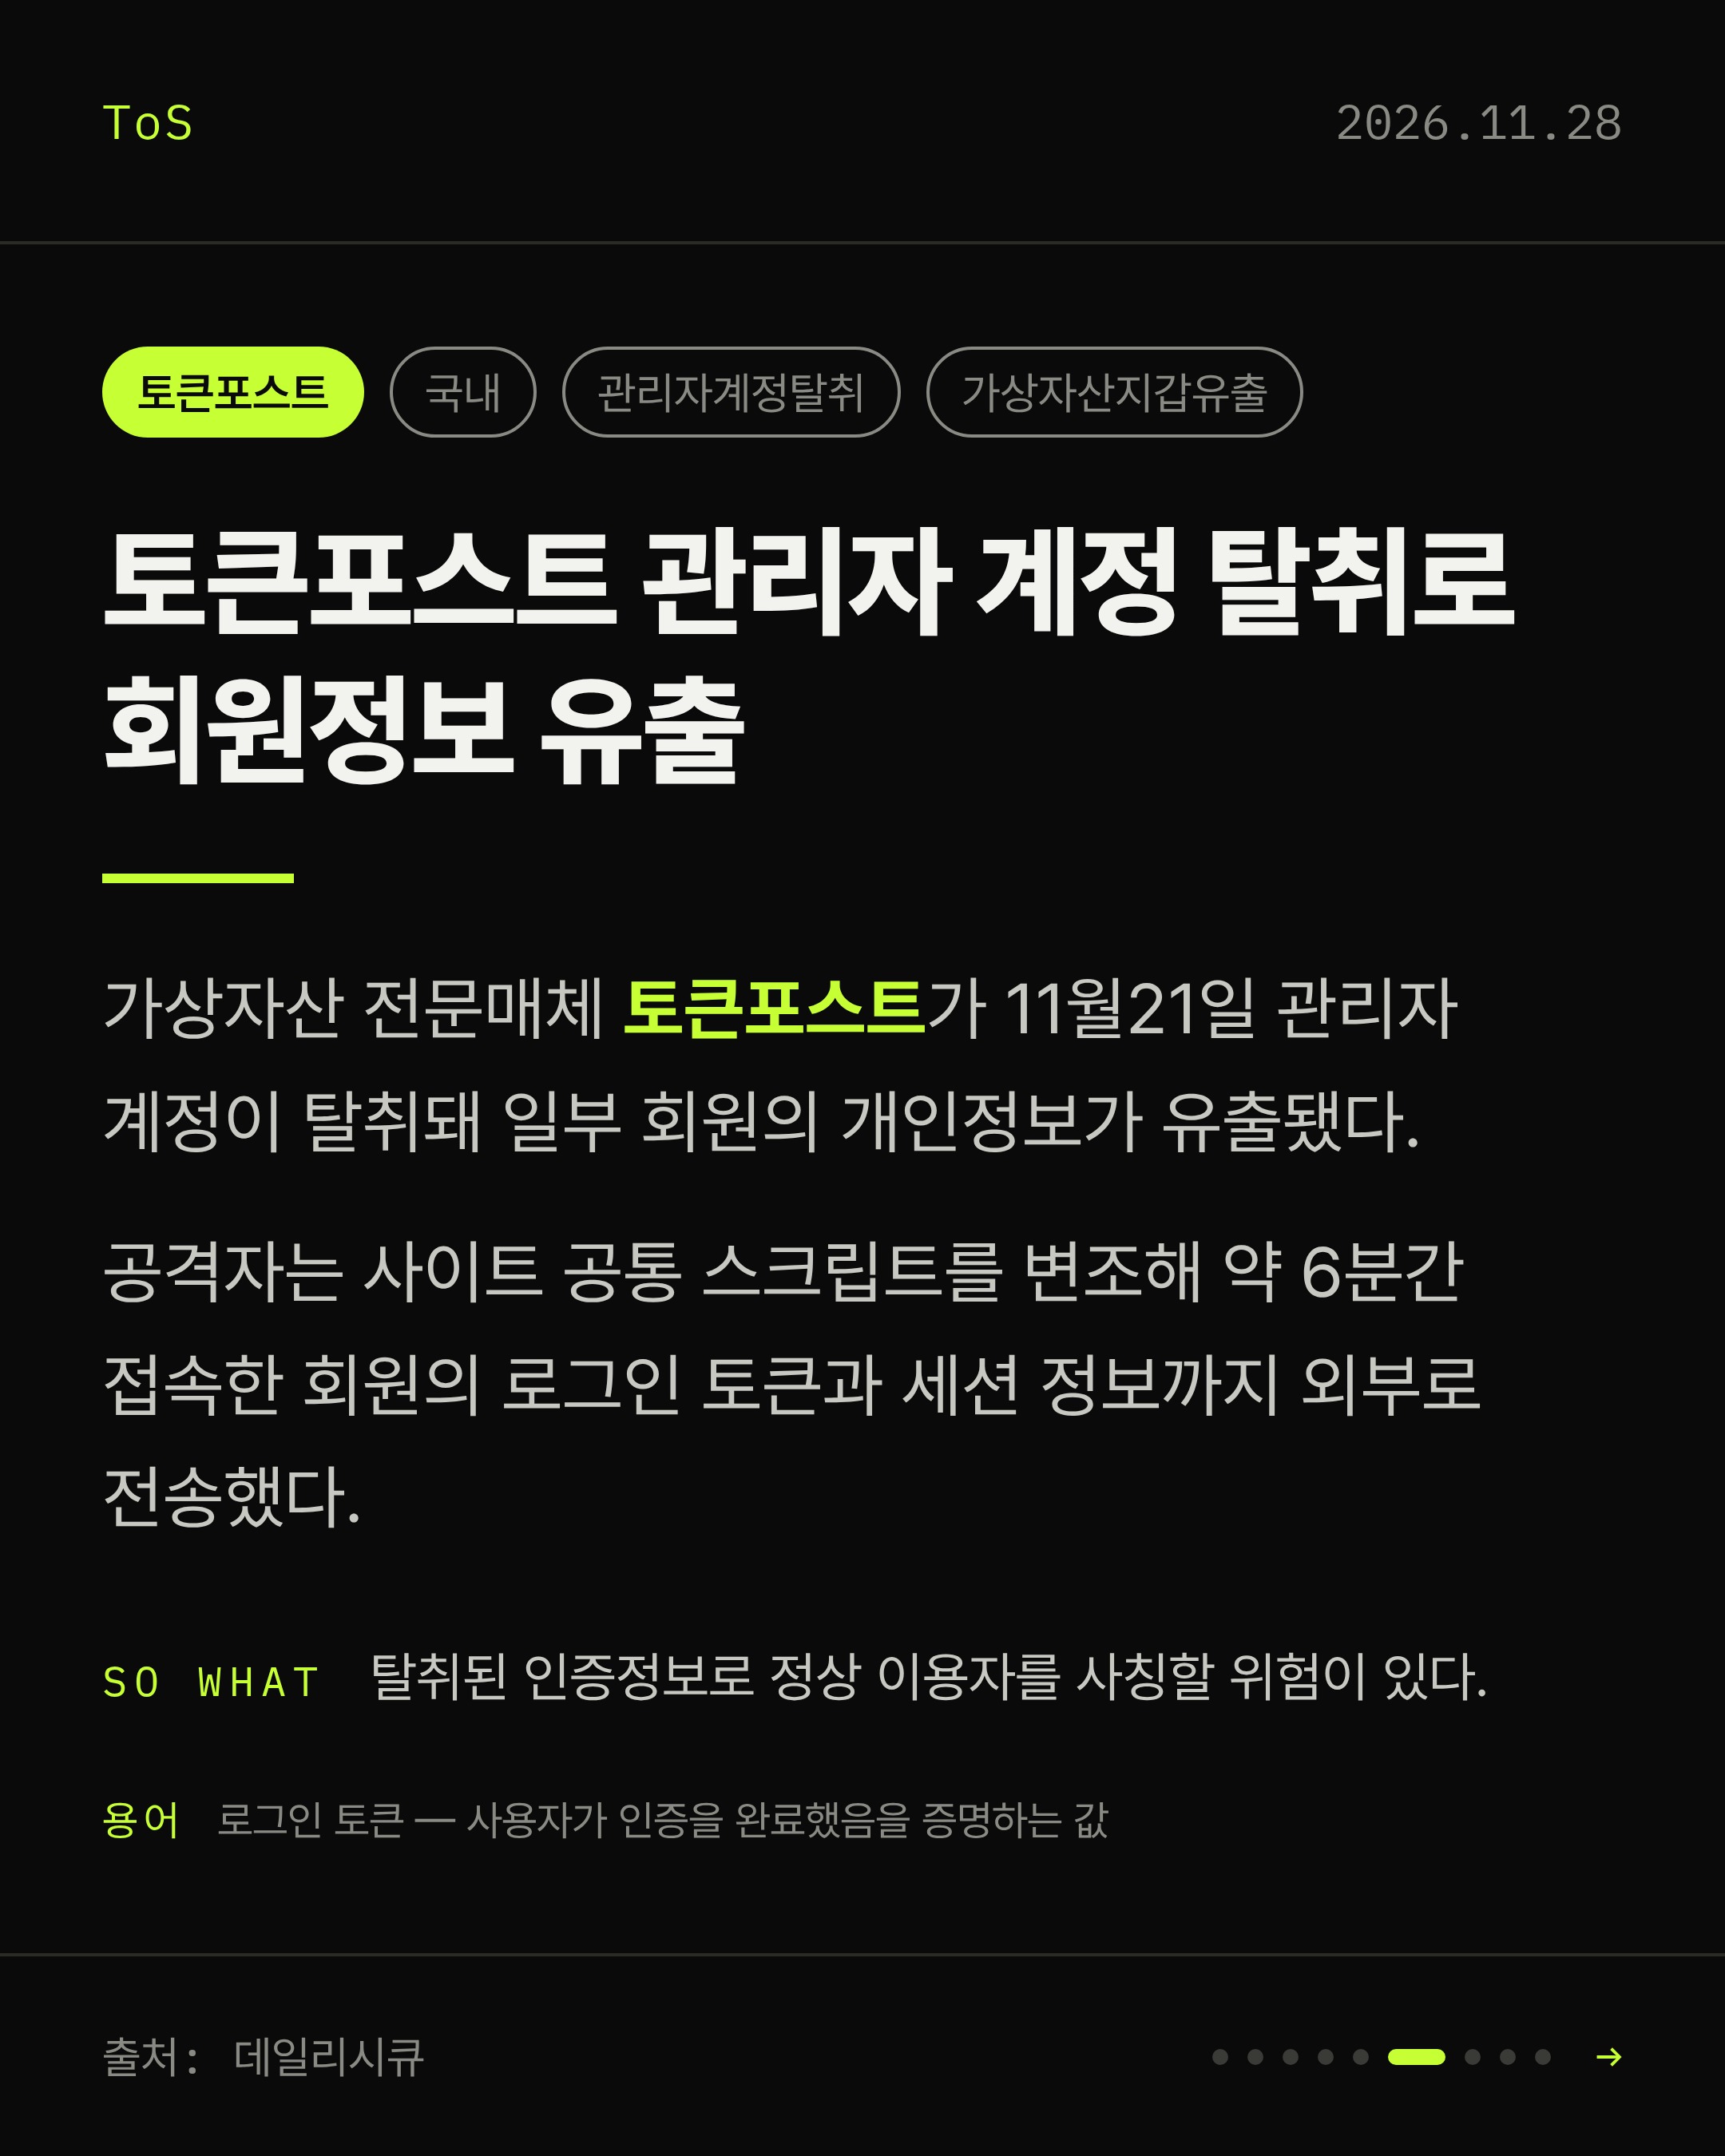 ToS
2026.11.28
토큰포스트
국내
관리자계정탈취
가상자산지갑유출
토큰포스트 관리자 계정 탈취로
회원정보 유출
가상자산 전문매체 토큰포스트가 11월21일 관리자
계정이 탈취돼 일부 회원의 개인정보가 유출됐다.
공격자는 사이트 공통 스크립트를 변조해 약 6분간
접속한 회원의 로그인 토큰과 세션 정보까지 외부로
전송했다.
SO WHAT 탈취된 인증정보로 정상 이용자를 사칭할 위험이 있다.
용어 로그인 토큰 — 사용자가 인증을 완료했음을 증명하는 값
출처: 데일리시큐
→